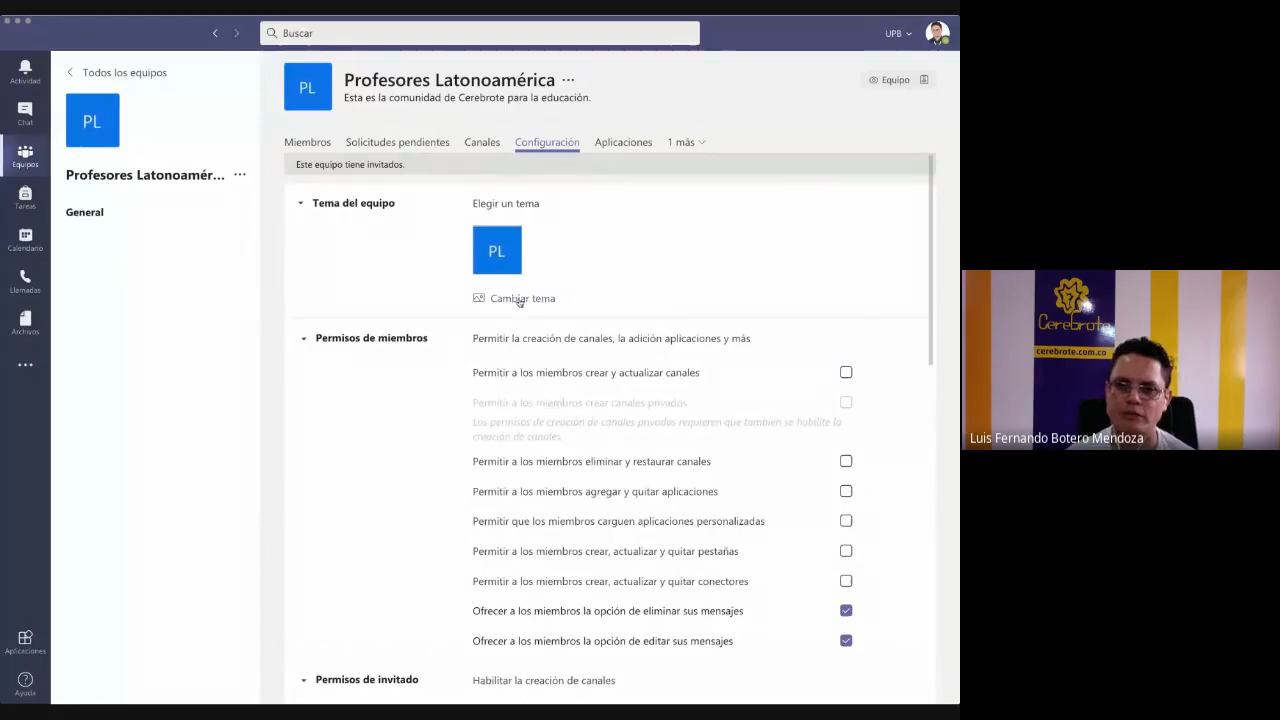 Buscar
UPB
Actividad
Chat
Equipos
Tareas
Calendario
Llamadas
Archivos
Aplicaciones
Ayuda
Todos los equipos
PL
Profesores Latonoamér...
General
PL
Profesores Latonoamérica
Esta es la comunidad de Cerebrote para la educación.
Equipo
Miembros Solicitudes pendientes Canales Configuración Aplicaciones 1 más
Este equipo tiene invitados.
Tema del equipo
Elegir un tema
PL
Cambiar tema
Permisos de miembros
Permitir la creación de canales, la adición aplicaciones y más
Permitir a los miembros crear y actualizar canales
Permitir a los miembros crear canales privados
Los permisos de creación de canales privados requieren que también se habilite la
creación de canales.
Permitir a los miembros eliminar y restaurar canales
Permitir a los miembros agregar y quitar aplicaciones
Permitir que los miembros carguen aplicaciones personalizadas
Permitir a los miembros crear, actualizar y quitar pestañas
Permitir a los miembros crear, actualizar y quitar conectores
Ofrecer a los miembros la opción de eliminar sus mensajes
Ofrecer a los miembros la opción de editar sus mensajes
Permisos de invitado
Habilitar la creación de canales
Cerebrote
cerebrote.com.co
Luis Fernando Botero Mendoza